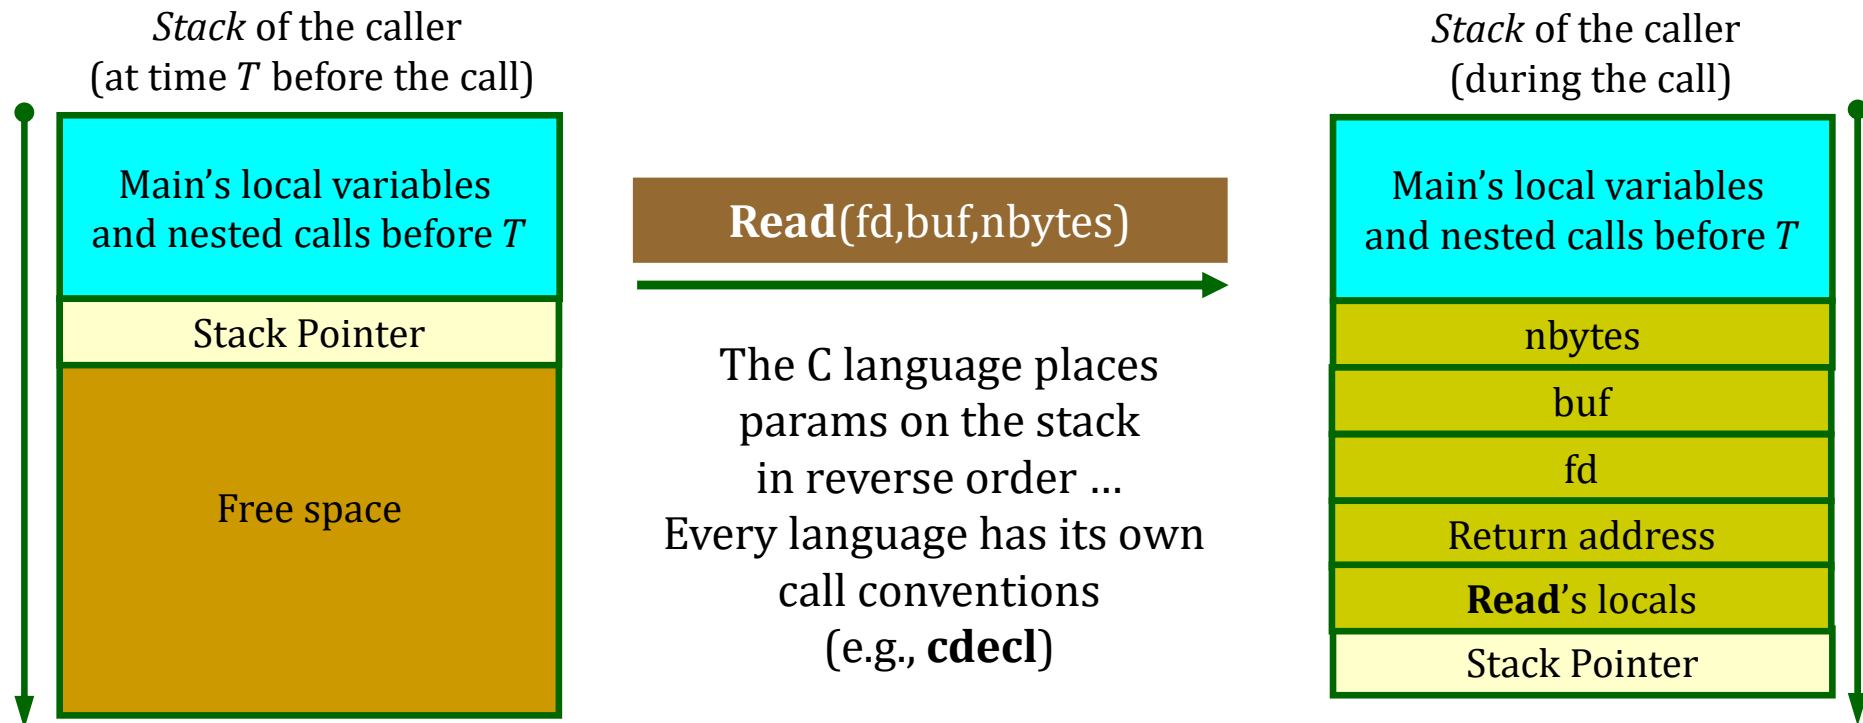 Stack of the caller
(at time T before the call)
Main’s local variables
and nested calls before T
Stack Pointer
Free space
Read(fd,buf,nbytes)
The C language places
params on the stack
in reverse order …
Every language has its own
call conventions
(e.g., cdecl)
Stack of the caller
(during the call)
Main’s local variables
and nested calls before T
nbytes
buf
fd
Return address
Read’s locals
Stack Pointer